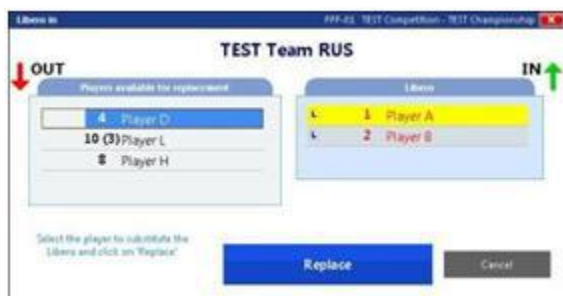 Libero in
PPP-01 TEST Competition - TEST Championship
TEST Team RUS
OUT
IN
Players available for replacement
Libero
4 Player D
10 (3) Player L
8 Player H
L 1 Player A
L 2 Player B
Select the player to substitute the
Libero and click on 'Replace'
Replace
Cancel